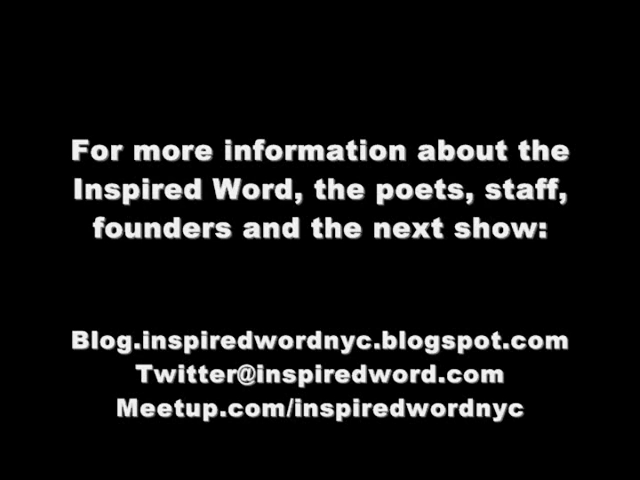 For more information about the
Inspired Word, the poets, staff,
founders and the next show:
Blog.inspiredwordnyc.blogspot.com
Twitter@inspiredword.com
Meetup.com/inspiredwordnyc